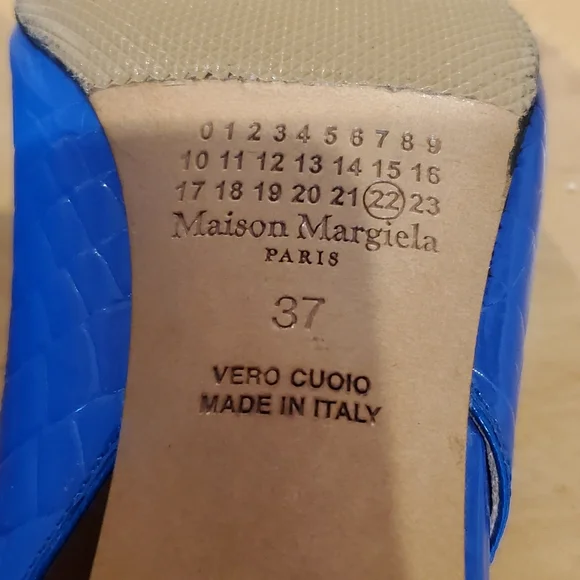 0 1 2 3 4 5 6 7 8 9
10 11 12 13 14 15 16
17 18 19 20 21 22 23
Maison Margiela
PARIS
37
VERO CUOIO
MADE IN ITALY